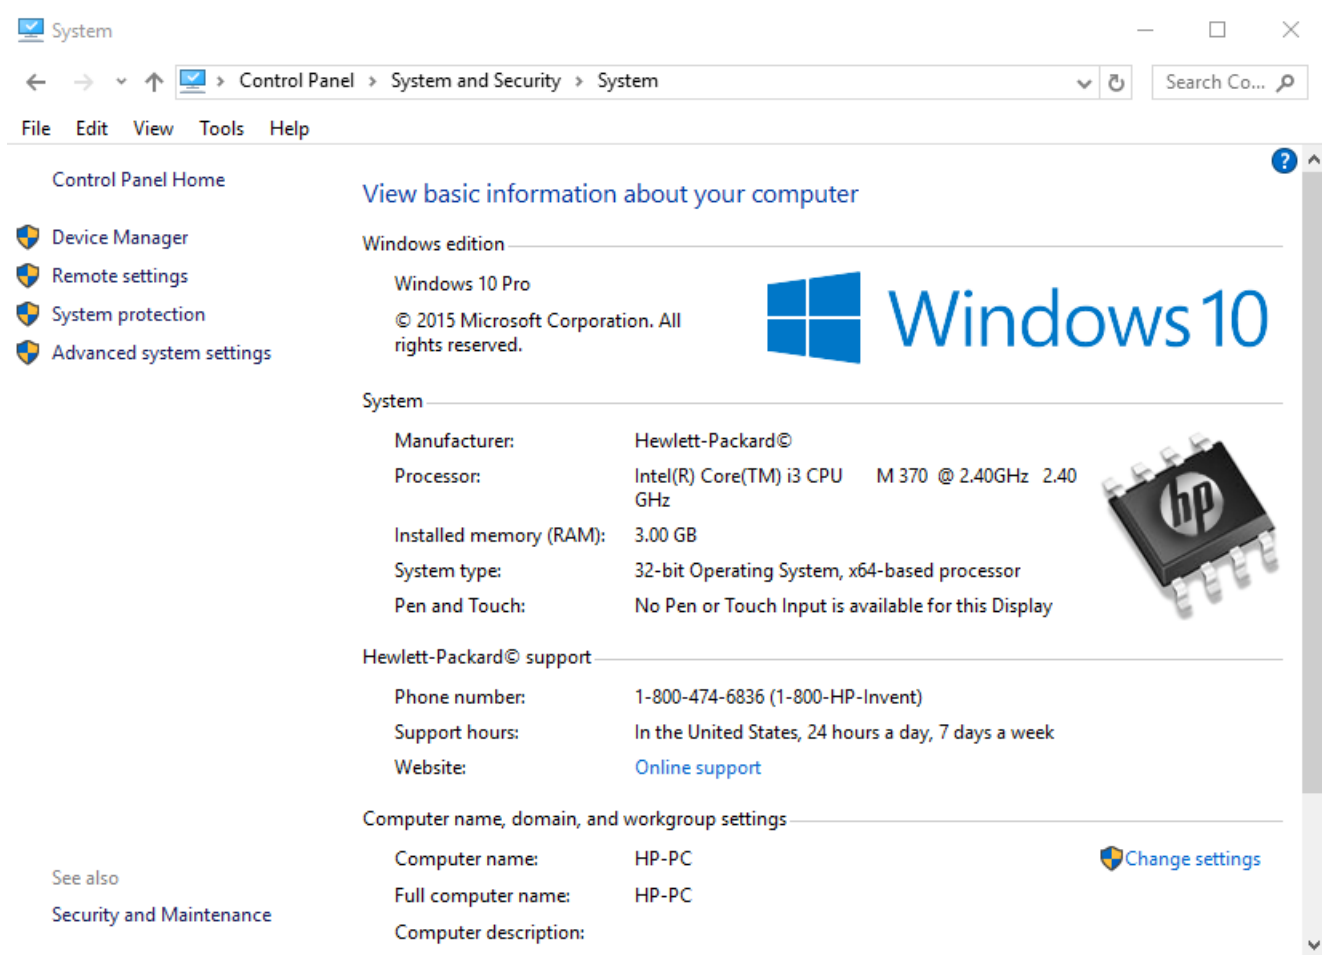 System
Control Panel > System and Security > System
Search Co...
File Edit View Tools Help
Control Panel Home
Device Manager
Remote settings
System protection
Advanced system settings
See also
Security and Maintenance
?
View basic information about your computer
Windows edition
Windows 10 Pro
© 2015 Microsoft Corporation. All
rights reserved.
Windows 10
System
Manufacturer: Hewlett-Packard©
Processor: Intel(R) Core(TM) i3 CPU M 370 @ 2.40GHz 2.40
GHz
Installed memory (RAM): 3.00 GB
System type: 32-bit Operating System, x64-based processor
Pen and Touch: No Pen or Touch Input is available for this Display
hp
Hewlett-Packard© support
Phone number: 1-800-474-6836 (1-800-HP-Invent)
Support hours: In the United States, 24 hours a day, 7 days a week
Website: Online support
Computer name, domain, and workgroup settings
Computer name: HP-PC
Change settings
Full computer name: HP-PC
Computer description: